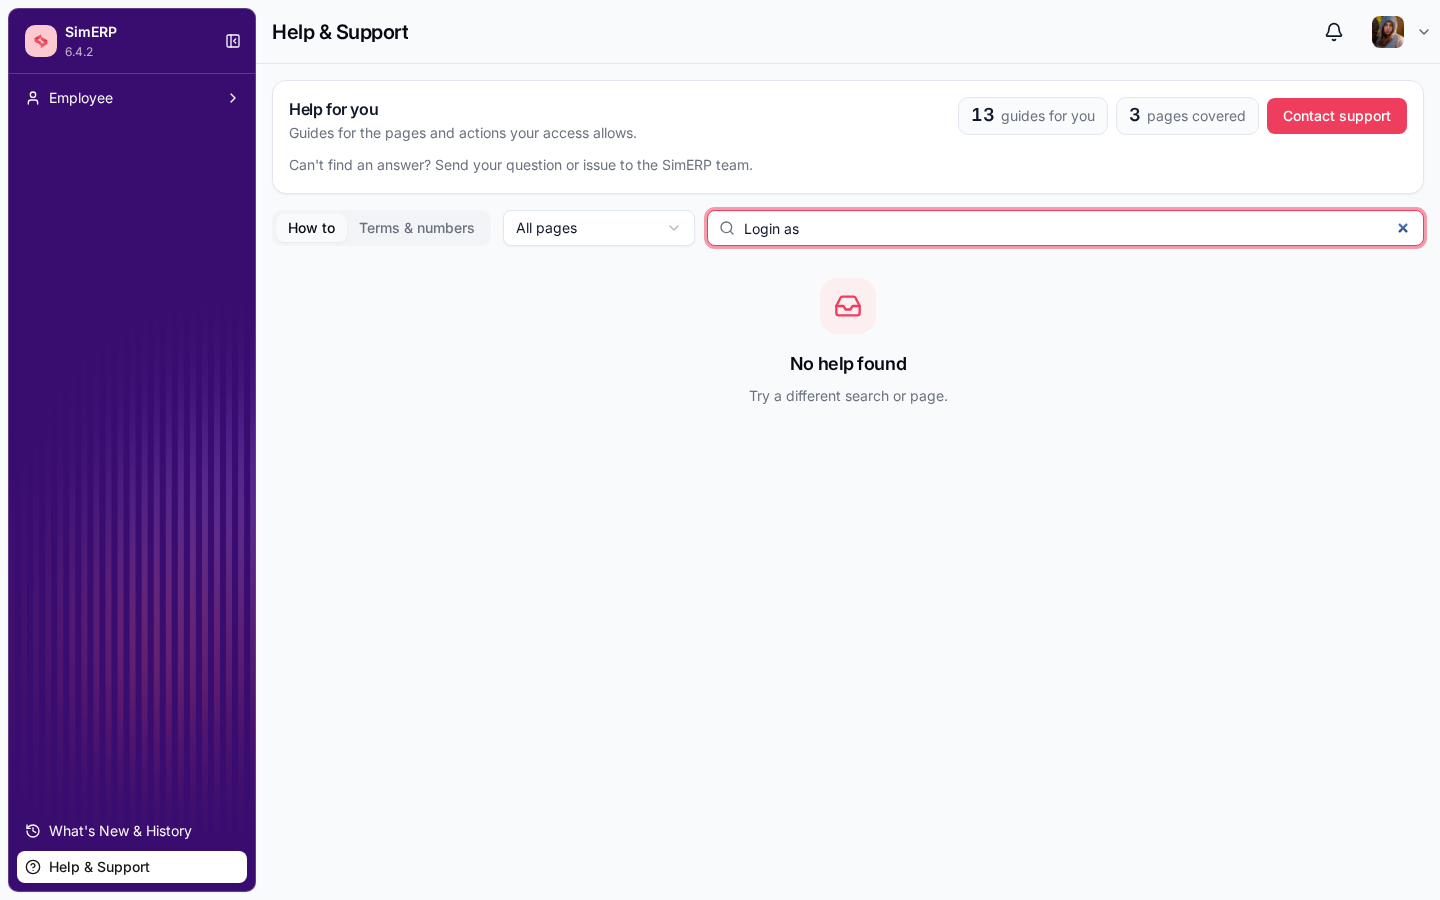 SimERP
6.4.2
Employee
What's New & History
Help & Support
Help & Support
Help for you
Guides for the pages and actions your access allows.
Can't find an answer? Send your question or issue to the SimERP team.
13 guides for you
3 pages covered
Contact support
How to
Terms & numbers
All pages
Login as
No help found
Try a different search or page.